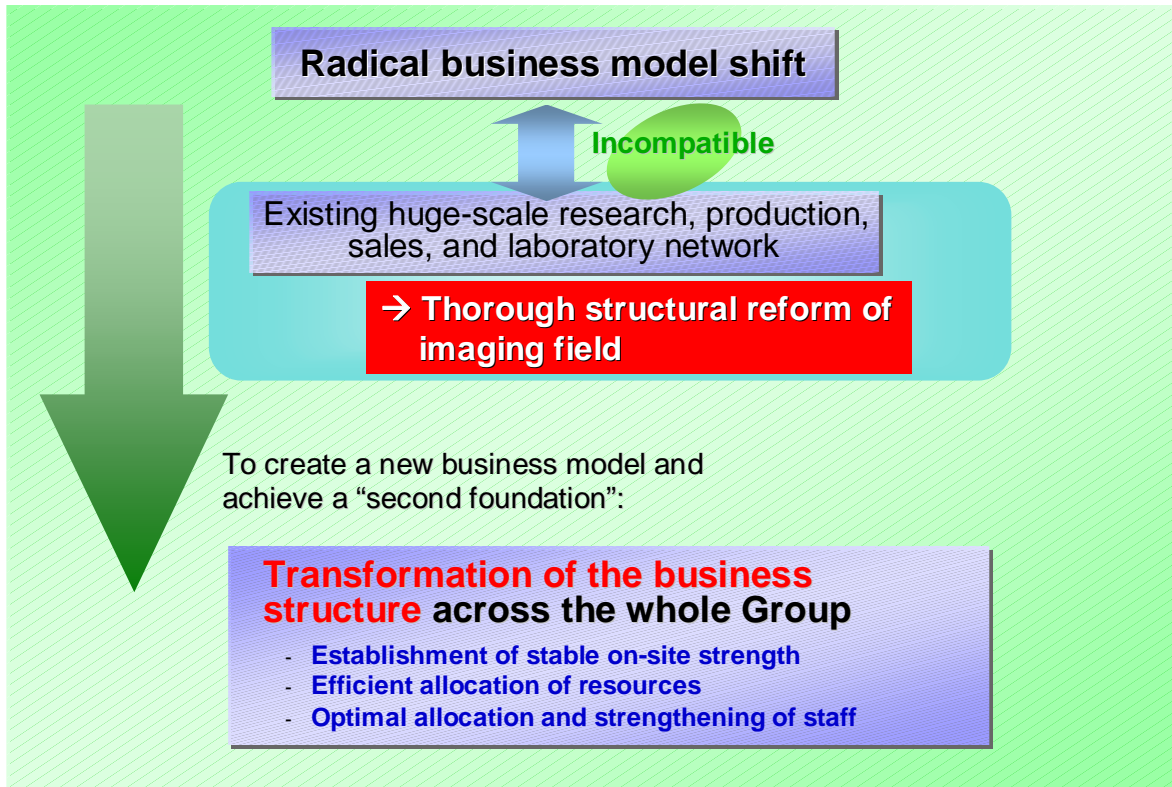 Radical business model shift
Incompatible
Existing huge-scale research, production,
sales, and laboratory network
→ Thorough structural reform of
imaging field
To create a new business model and
achieve a “second foundation”:
Transformation of the business
structure across the whole Group
- Establishment of stable on-site strength
- Efficient allocation of resources
- Optimal allocation and strengthening of staff